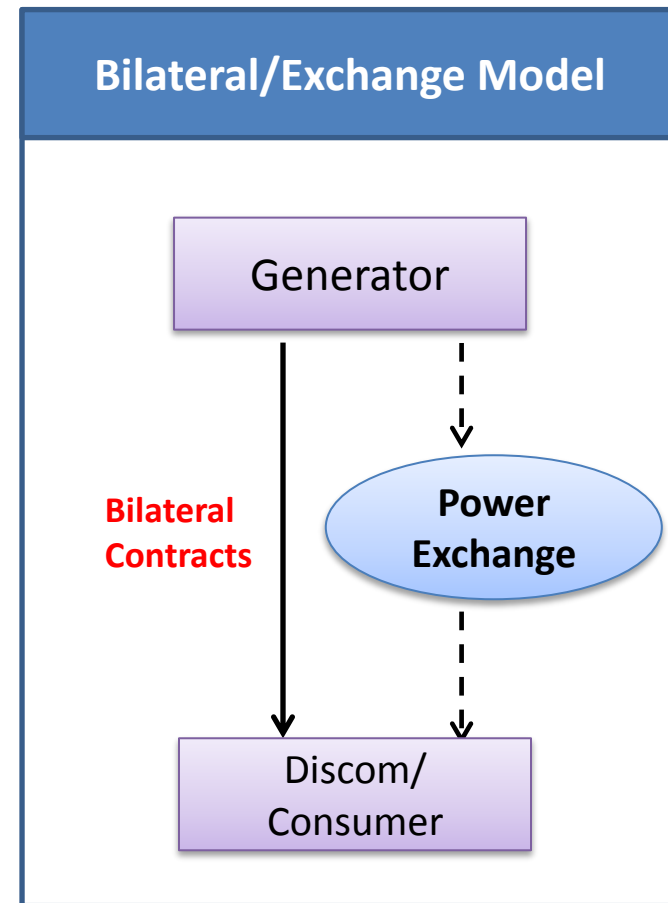 Bilateral/Exchange Model
Generator
Bilateral
Contracts
Power
Exchange
Discom/
Consumer